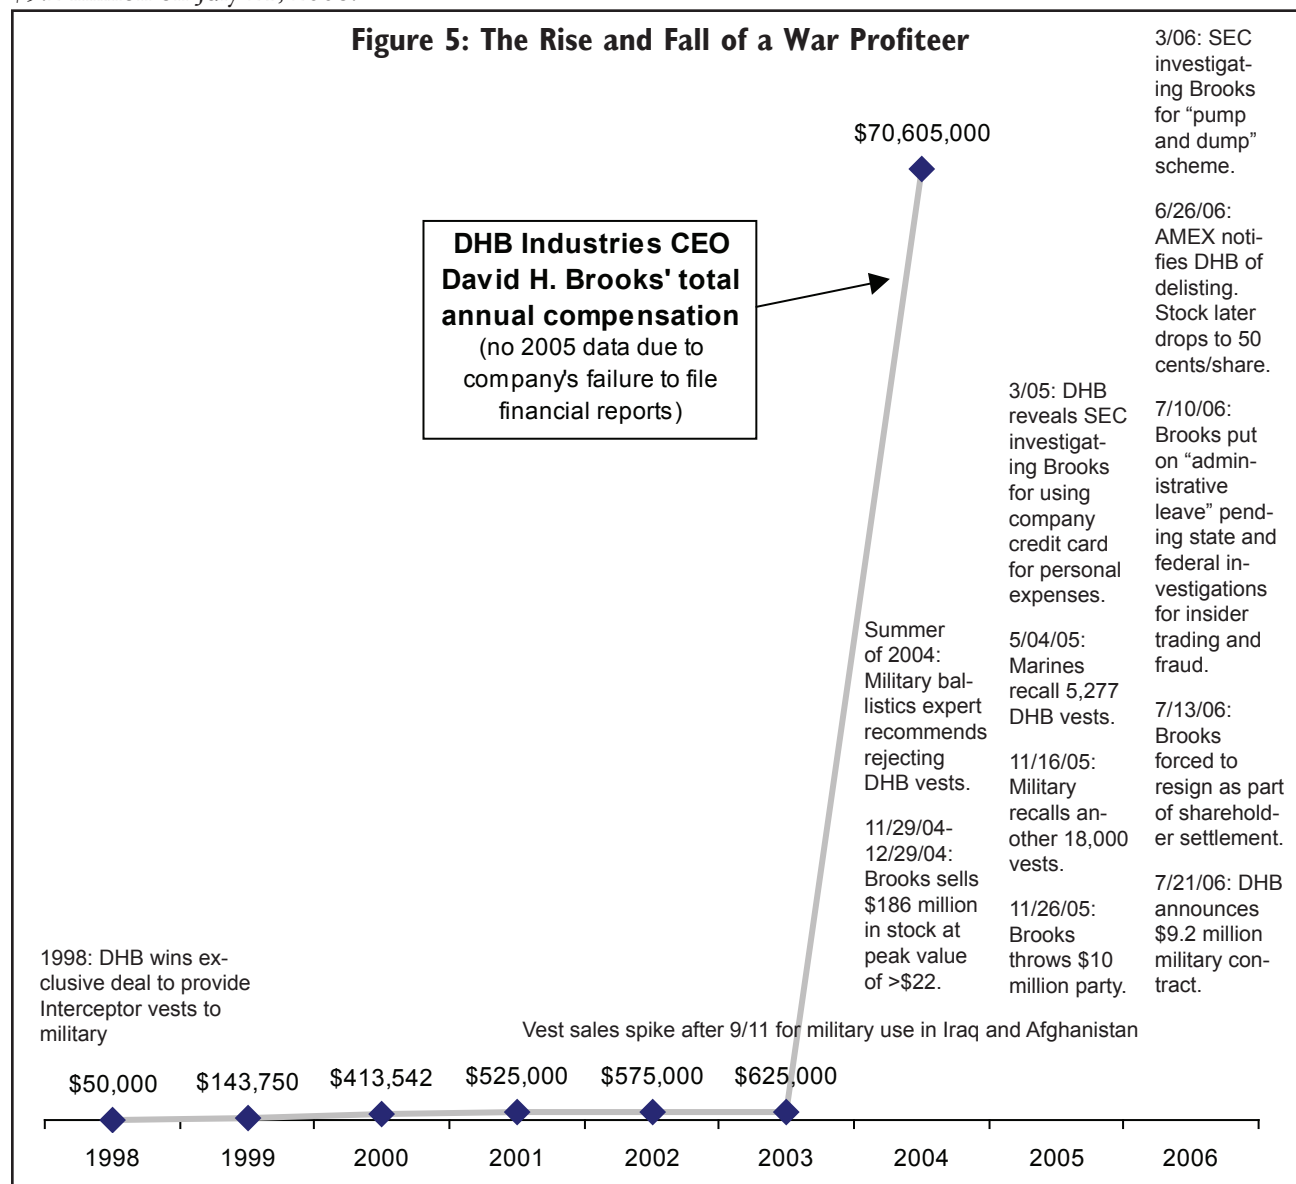 Figure 5: The Rise and Fall of a War Profiteer
$70,605,000
DHB Industries CEO
David H. Brooks' total
annual compensation
(no 2005 data due to
company's failure to file
financial reports)
1998: DHB wins ex-
clusive deal to provide
Interceptor vests to
military
Vest sales spike after 9/11 for military use in Iraq and Afghanistan
Summer
of 2004:
Military bal-
listics expert
recommends
rejecting
DHB vests.
11/29/04-
12/29/04:
Brooks sells
$186 million
in stock at
peak value
of >$22.
3/05: DHB
reveals SEC
investigat-
ing Brooks
for using
company
credit card
for personal
expenses.
5/04/05:
Marines
recall 5,277
DHB vests.
11/16/05:
Military
recalls an-
other 18,000
vests.
11/26/05:
Brooks
throws $10
million party.
3/06: SEC
investigat-
ing Brooks
for “pump
and dump”
scheme.
6/26/06:
AMEX noti-
fies DHB of
delisting.
Stock later
drops to 50
cents/share.
7/10/06:
Brooks put
on “admin-
istrative
leave” pend-
ing state and
federal in-
vestigations
for insider
trading and
fraud.
7/13/06:
Brooks
forced to
resign as part
of sharehold-
er settlement.
7/21/06: DHB
announces
$9.2 million
military con-
tract.
$50,000 $143,750 $413,542 $525,000 $575,000 $625,000
1998 1999 2000 2001 2002 2003 2004 2005 2006